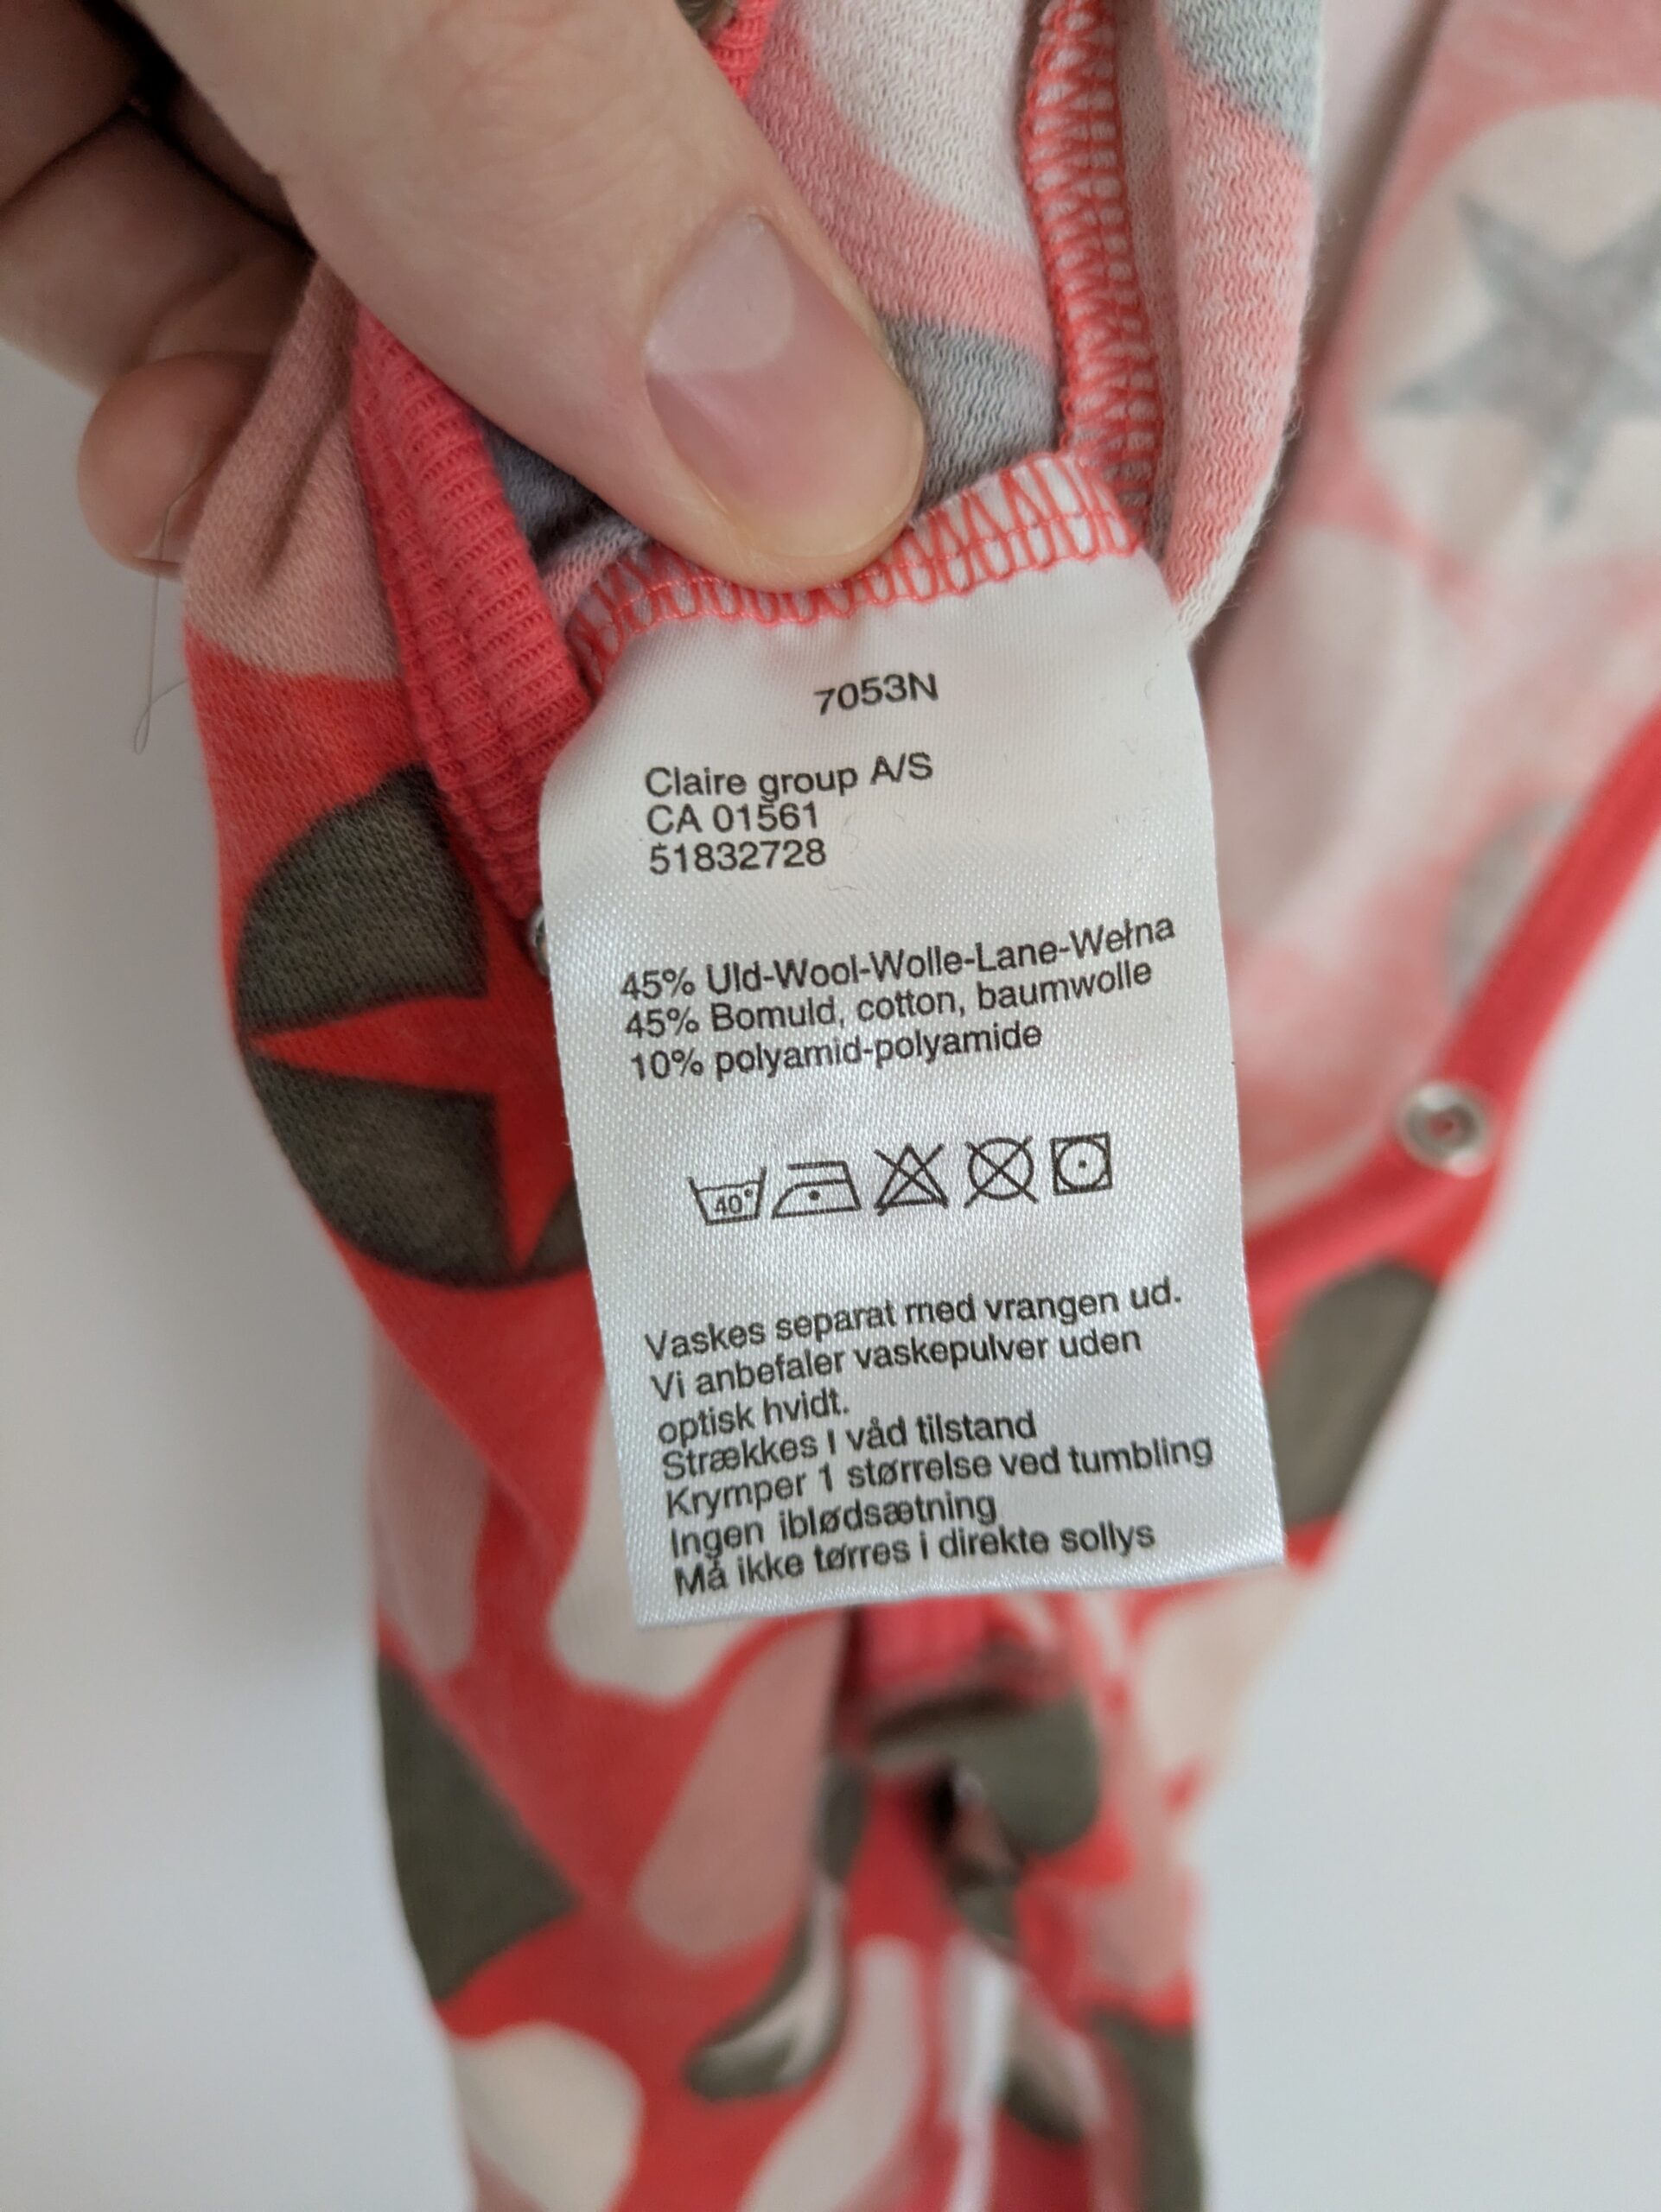 7053N
Claire group A/S
CA 01561
51832728
45% Uld-Wool-Wolle-Lane-Wełna
45% Bomuld, cotton, baumwolle
10% polyamid-polyamide
40°
Vaskes separat med vrangen ud.
Vi anbefaler vaskepulver uden
optisk hvidt.
Strækkes I våd tilstand
Krymper 1 størrelse ved tumbling
Ingen iblødsætning
Må ikke tørres i direkte sollys